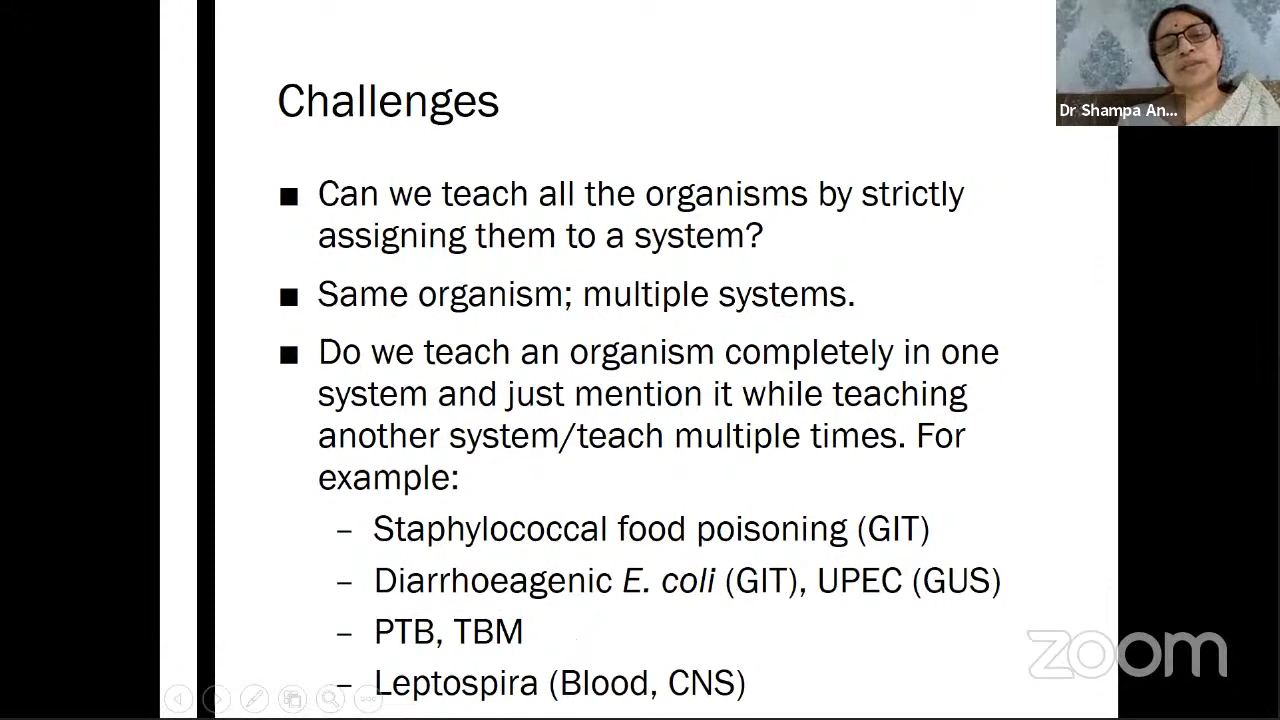 Challenges
Dr Shampa An...
■ Can we teach all the organisms by strictly
assigning them to a system?
■ Same organism; multiple systems.
■ Do we teach an organism completely in one
system and just mention it while teaching
another system/teach multiple times. For
example:
– Staphylococcal food poisoning (GIT)
– Diarrhoeagenic E. coli (GIT), UPEC (GUS)
– PTB, TBM
– Leptospira (Blood, CNS)
zoom